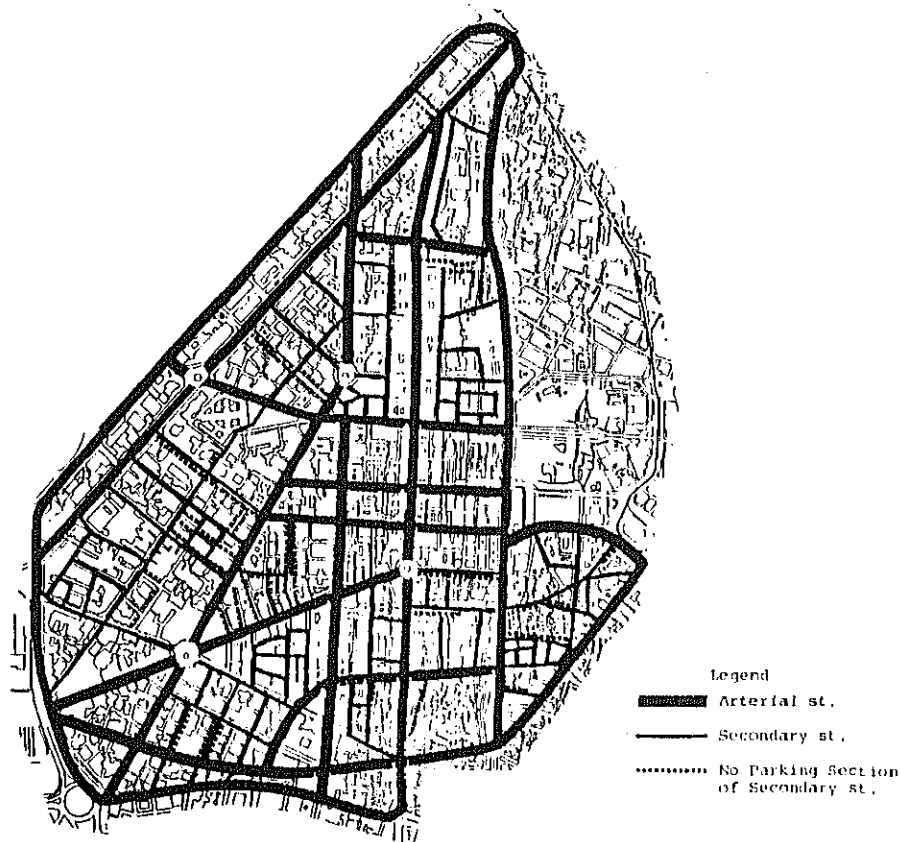 Legend
Arterial st.
Secondary st.
No Parking Section
of Secondary st.